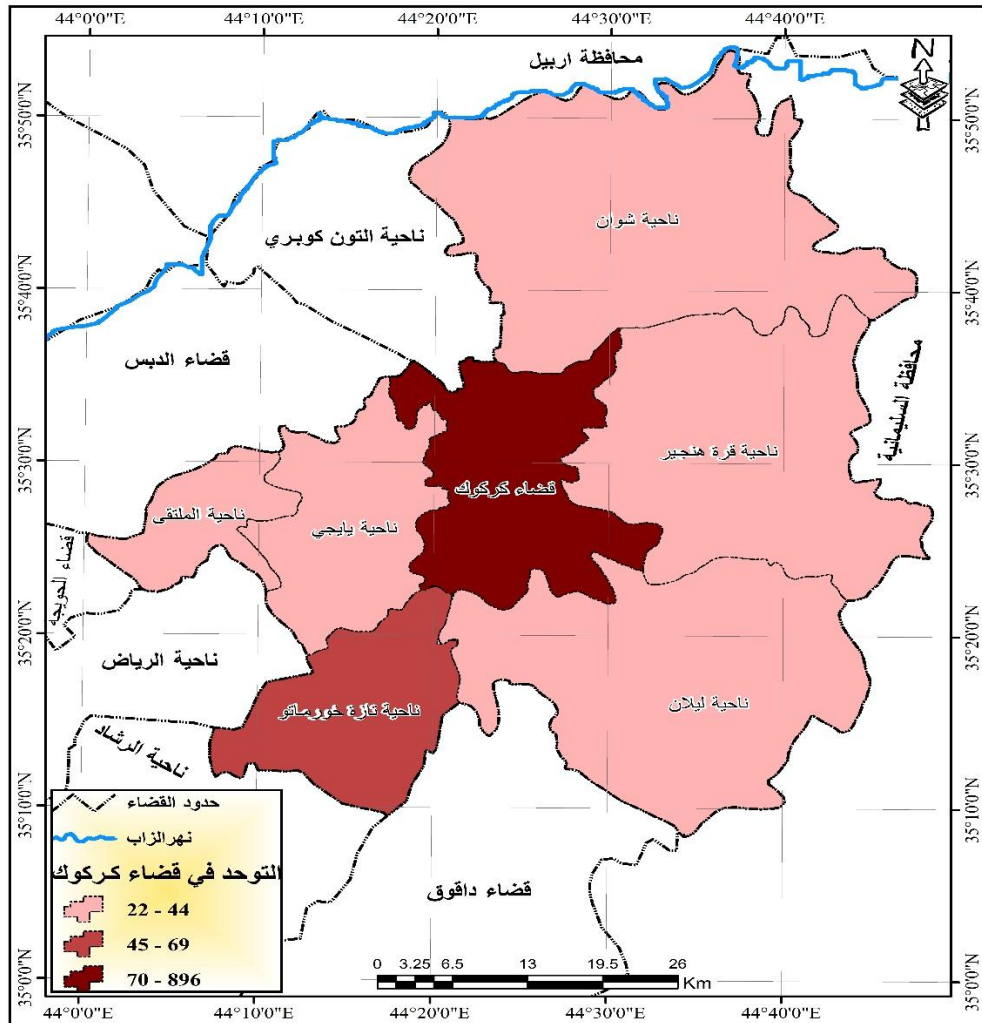 44°0'0"E 44°10'0"E 44°20'0"E 44°30'0"E 44°40'0"E
N
محافظة اربيل
35°50'0"N 35°50'0"N
ناحية شوان
ناحية التون كوبري
35°40'0"N 35°40'0"N
قضاء الدبس
محافظة السليمانية
35°30'0"N 35°30'0"N
ناحية قرة هنجير
قضاء كركوك
ناحية الملتقى
ناحية يايجي
قضاء الحويجه
35°20'0"N 35°20'0"N
ناحية الرياض
ناحية ليلان
ناحية تازة خورماتو
ناحية الرشاد
35°10'0"N 35°10'0"N
حدود القضاء
نهرالزاب
التوحد في قضاء كركوك
22 - 44
45 - 69
70 - 896
قضاء داقوق
0 3.25 6.5 13 19.5 26
Km
35°0'0"N 35°0'0"N
44°0'0"E 44°10'0"E 44°20'0"E 44°30'0"E 44°40'0"E